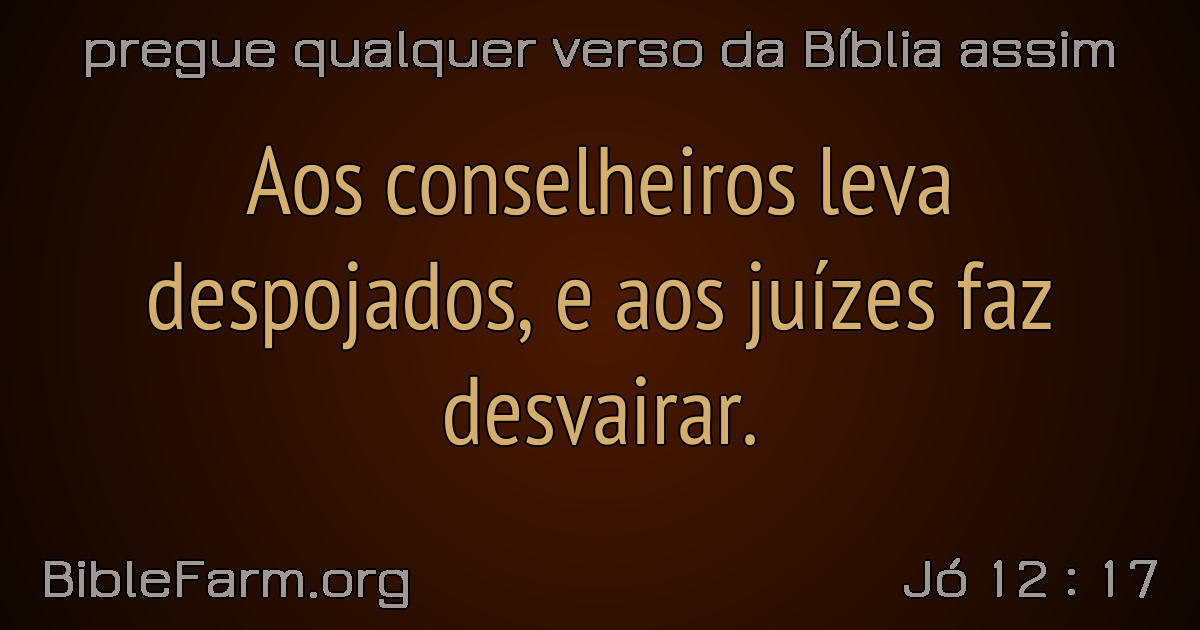 pregue qualquer verso da Bíblia assim
Aos conselheiros leva
despojados, e aos juízes faz
desvairar.
BibleFarm.org
Jó 12 : 17